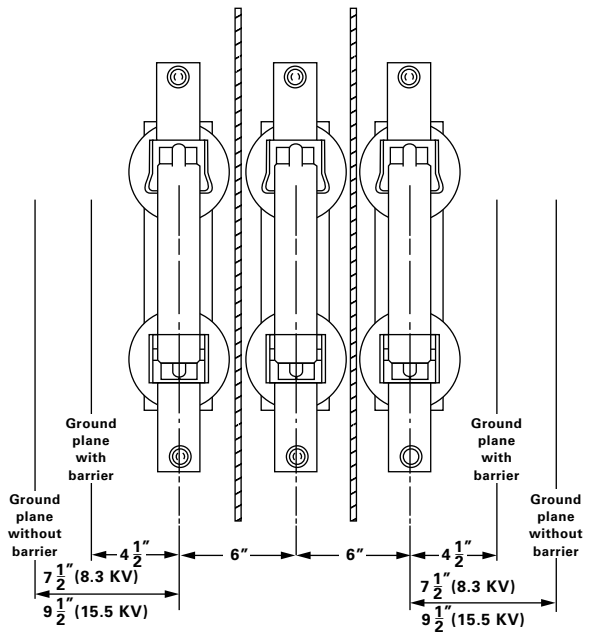 Ground
plane
with
barrier
Ground
plane
with
barrier
Ground
plane
without
barrier
Ground
plane
without
barrier
4 1/2"
6"
6"
4 1/2"
7 1/2" (8.3 KV)
9 1/2" (15.5 KV)
7 1/2" (8.3 KV)
9 1/2" (15.5 KV)